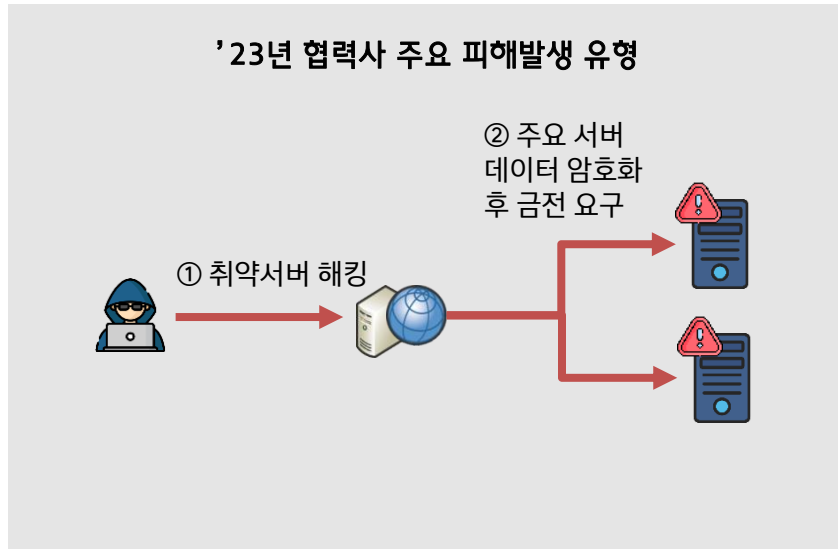 ’23년 협력사 주요 피해발생 유형
② 주요 서버
데이터 암호화
후 금전 요구
① 취약서버 해킹